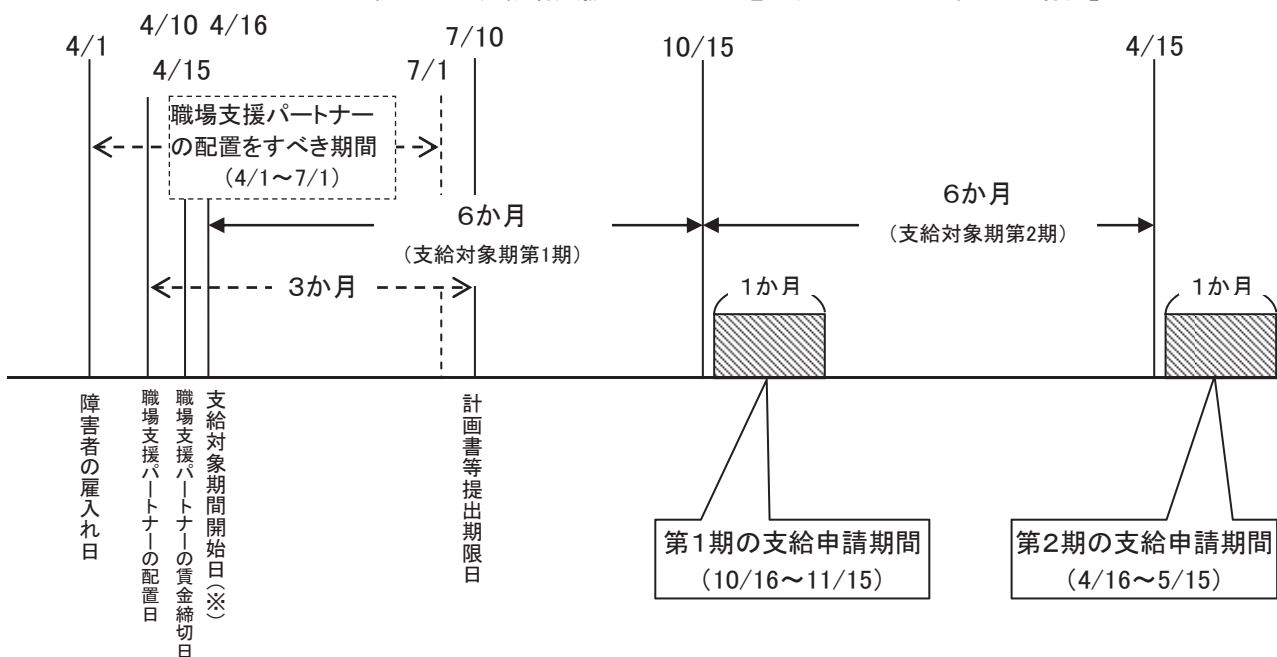 4/1
4/10
4/16
4/15
7/1
7/10
10/15
4/15
職場支援パートナー
の配置をすべき期間
(4/1～7/1)
6か月
(支給対象期第1期)
6か月
(支給対象期第2期)
3か月
1か月
1か月
障害者の雇入れ日
職場支援パートナーの配置日
職場支援パートナーの賃金締切日
支給対象期間開始日(※)
計画書等提出期限日
第1期の支給申請期間
(10/16～11/15)
第2期の支給申請期間
(4/16～5/15)